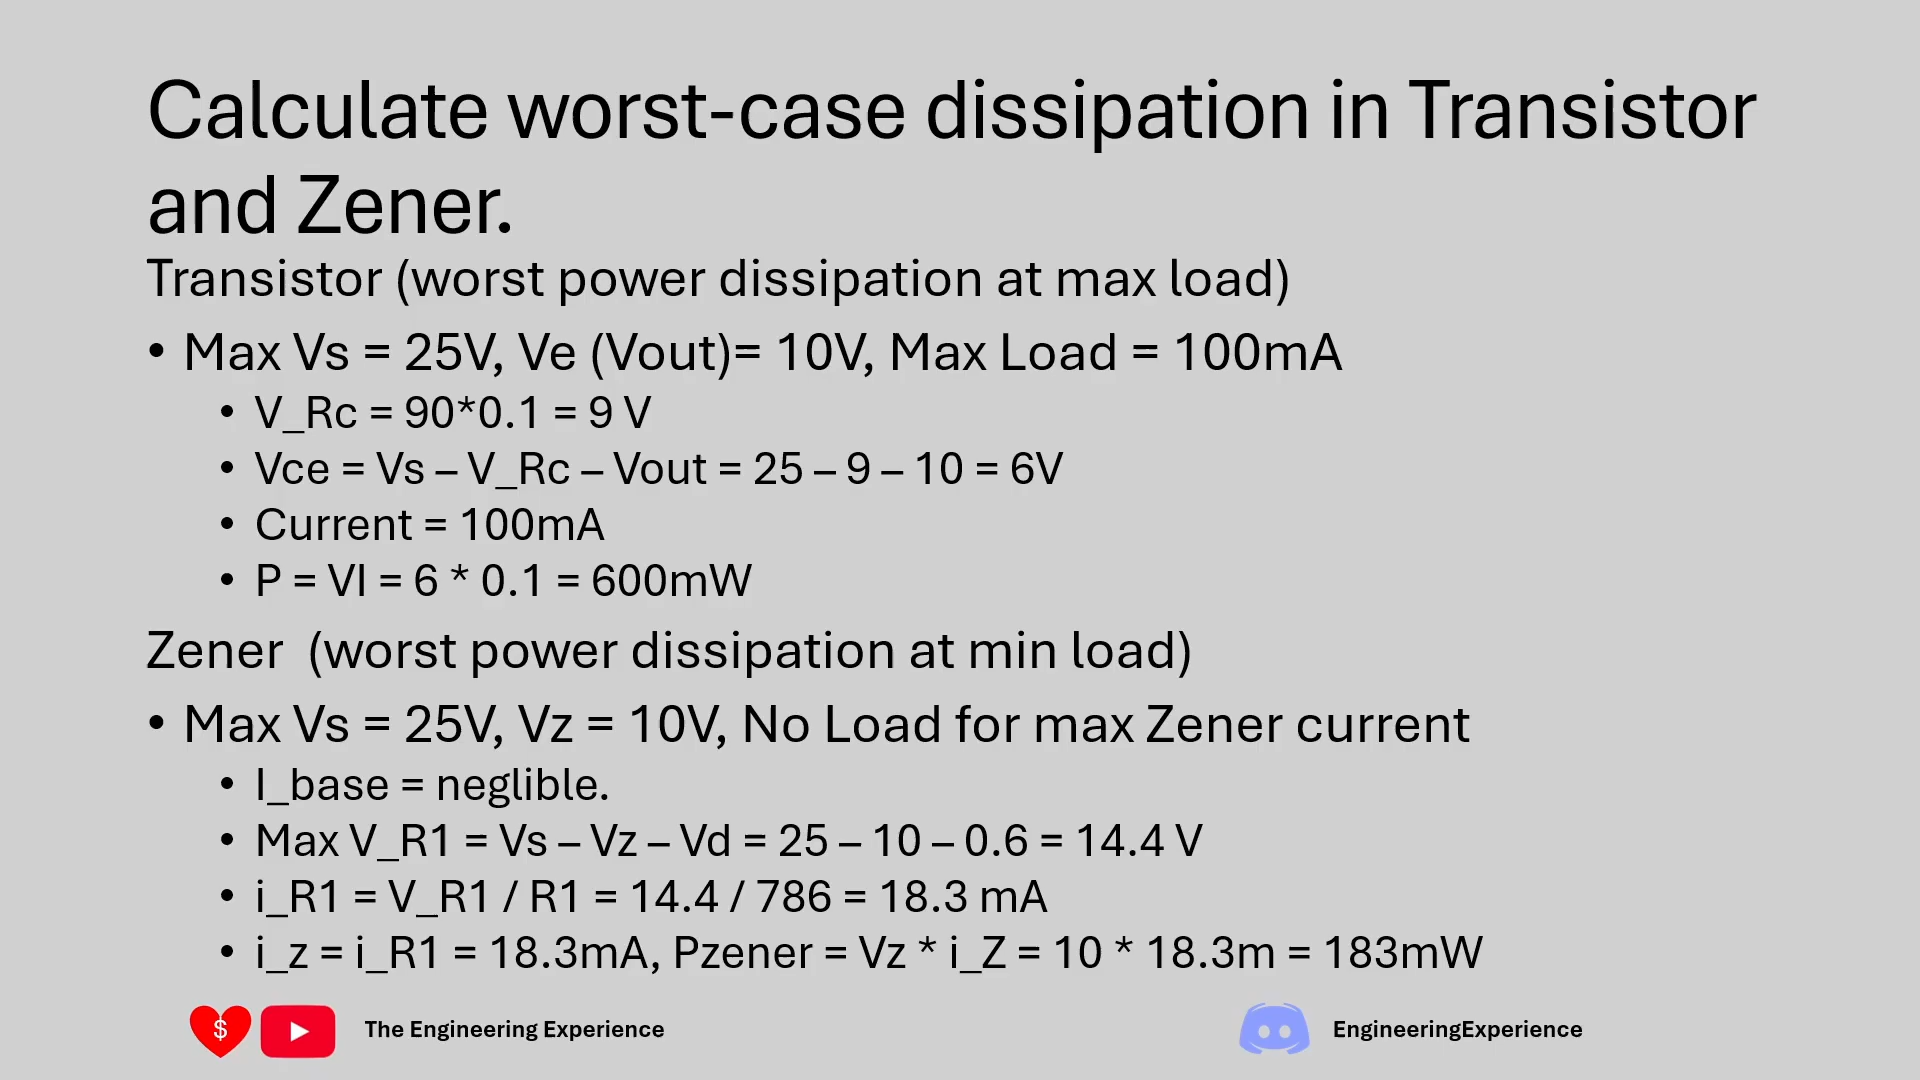 Calculate worst-case dissipation in Transistor
and Zener.
Transistor (worst power dissipation at max load)
• Max Vs = 25V, Ve (Vout)= 10V, Max Load = 100mA
• V_Rc = 90*0.1 = 9 V
• Vce = Vs – V_Rc – Vout = 25 – 9 – 10 = 6V
• Current = 100mA
• P = VI = 6 * 0.1 = 600mW
Zener  (worst power dissipation at min load)
• Max Vs = 25V, Vz = 10V, No Load for max Zener current
• I_base = neglible.
• Max V_R1 = Vs – Vz – Vd = 25 – 10 – 0.6 = 14.4 V
• i_R1 = V_R1 / R1 = 14.4 / 786 = 18.3 mA
• i_z = i_R1 = 18.3mA, Pzener = Vz * i_Z = 10 * 18.3m = 183mW
$ The Engineering Experience EngineeringExperience